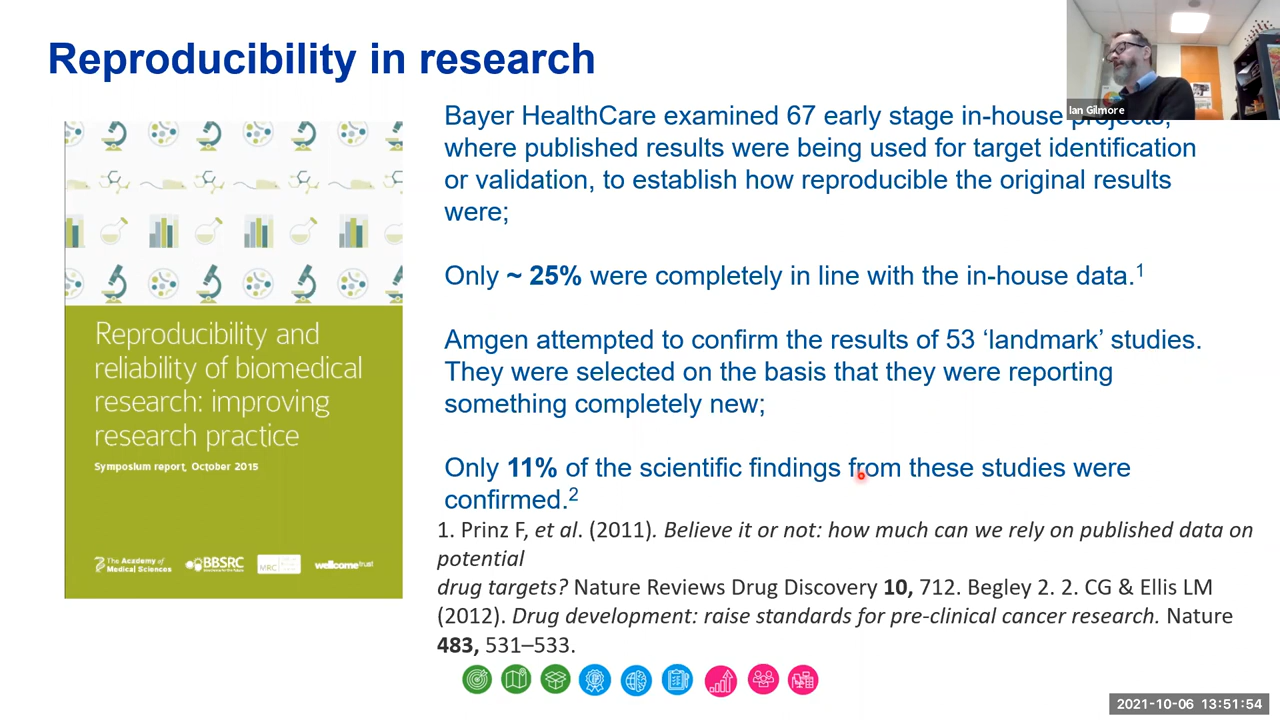 Reproducibility in research
Ian Gilmore
Bayer HealthCare examined 67 early stage in-house projects,
where published results were being used for target identification
or validation, to establish how reproducible the original results
were;
Only ~ 25% were completely in line with the in-house data.1
Amgen attempted to confirm the results of 53 ‘landmark’ studies.
They were selected on the basis that they were reporting
something completely new;
Only 11% of the scientific findings from these studies were
confirmed.2
Reproducibility and
reliability of biomedical
research: improving
research practice
Symposium report, October 2015
The Academy of
Medical Sciences
BBSRC
MRC
wellcometrust
1. Prinz F, et al. (2011). Believe it or not: how much can we rely on published data on
potential
drug targets? Nature Reviews Drug Discovery 10, 712. Begley 2. 2. CG & Ellis LM
(2012). Drug development: raise standards for pre-clinical cancer research. Nature
483, 531–533.
2021-10-06 13:51:54